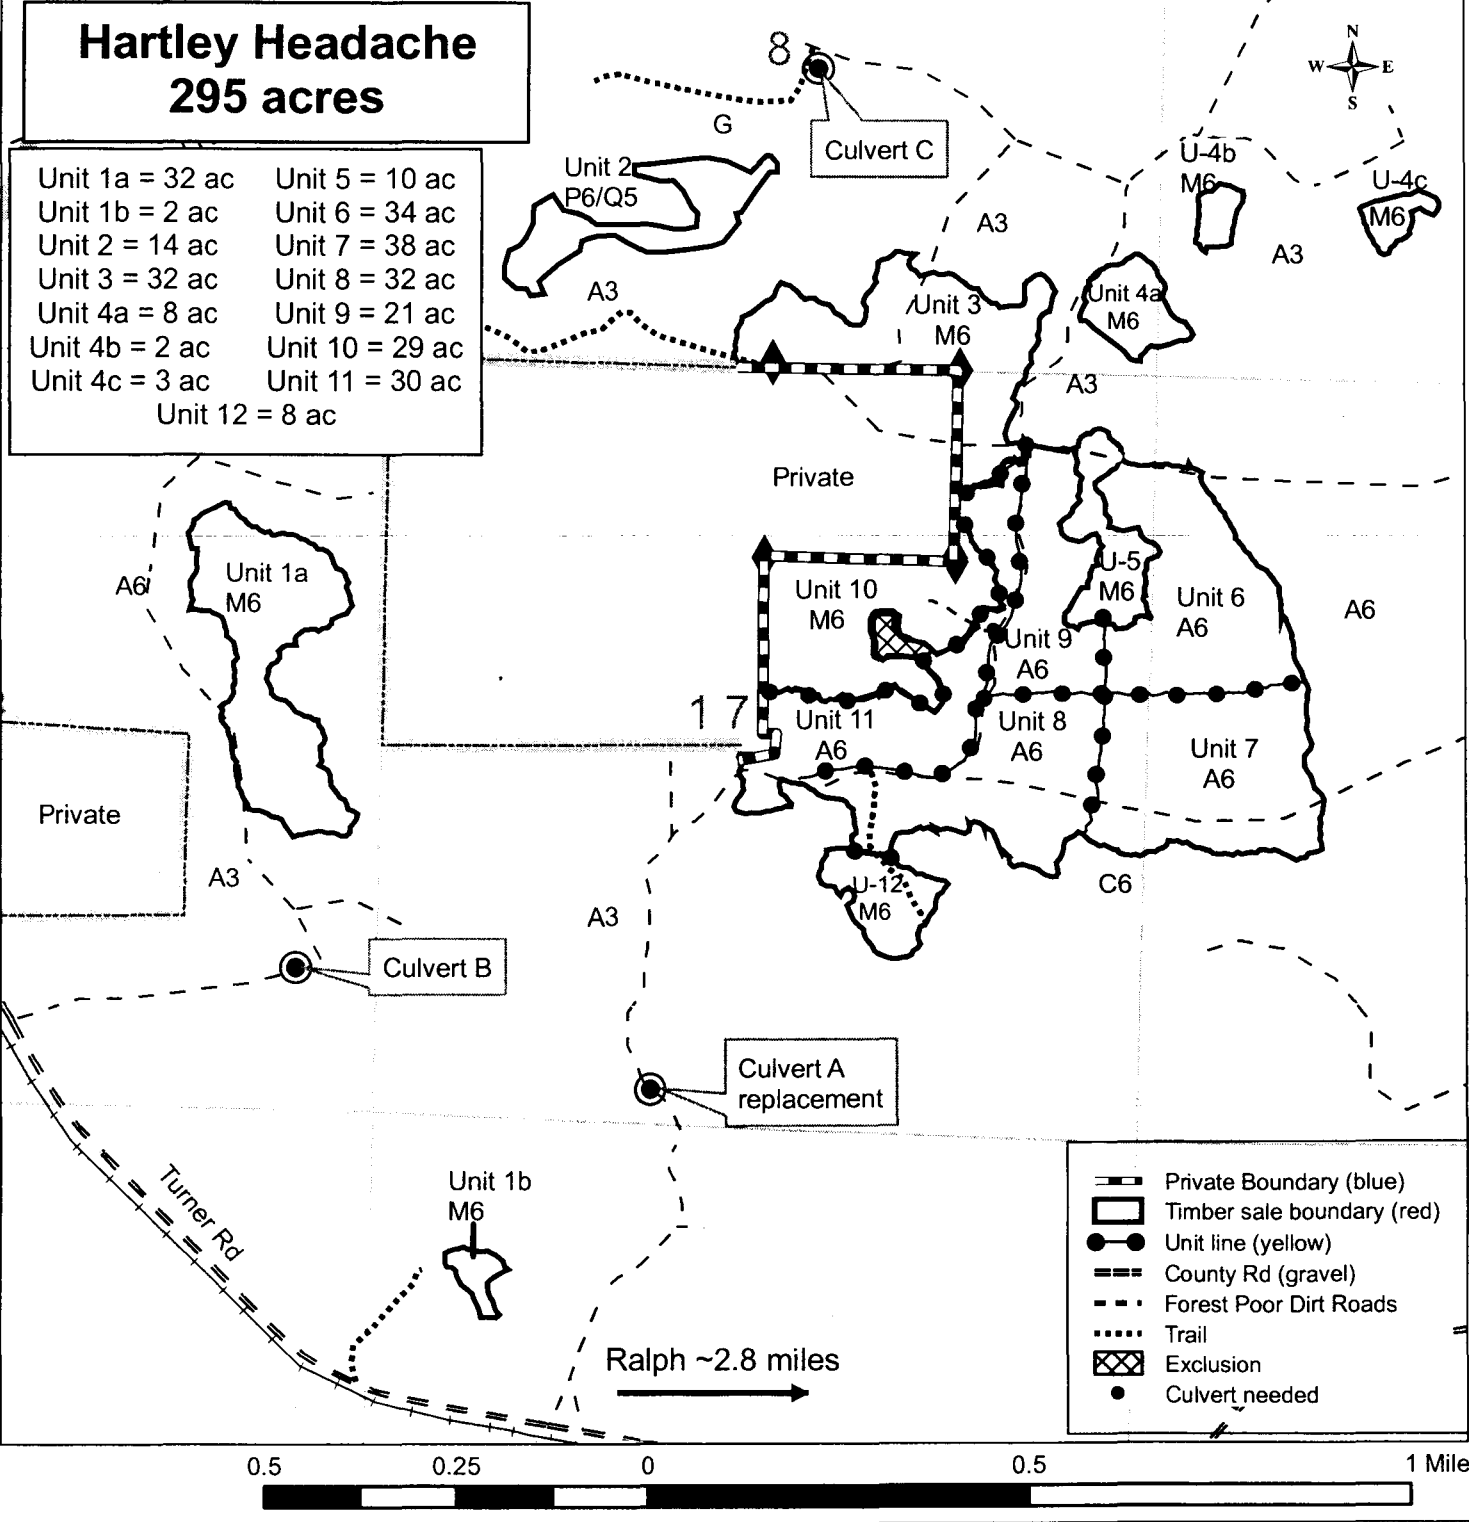 Hartley Headache
295 acres
Unit 1a = 32 ac Unit 5 = 10 ac
Unit 1b = 2 ac Unit 6 = 34 ac
Unit 2 = 14 ac Unit 7 = 38 ac
Unit 3 = 32 ac Unit 8 = 32 ac
Unit 4a = 8 ac Unit 9 = 21 ac
Unit 4b = 2 ac Unit 10 = 29 ac
Unit 4c = 3 ac Unit 11 = 30 ac
Unit 12 = 8 ac
8
N
W E
S
G
Culvert C
Unit 2
P6/Q5
U-4b
M6
U-4c
M6
A3
A3
A3
Unit 3
M6
Unit 4a
M6
A3
Private
A6
Unit 1a
M6
Unit 10
M6
U-5
M6
Unit 6
A6
A6
Unit 9
A6
17
Unit 11
A6
Unit 8
A6
Unit 7
A6
Private
A3
A3
U-12
M6
C6
Culvert B
Culvert A
replacement
Turner Rd
Unit 1b
M6
Ralph ~2.8 miles
Private Boundary (blue)
Timber sale boundary (red)
Unit line (yellow)
County Rd (gravel)
Forest Poor Dirt Roads
Trail
Exclusion
Culvert needed
0.5 0.25 0 0.5 1 Mile